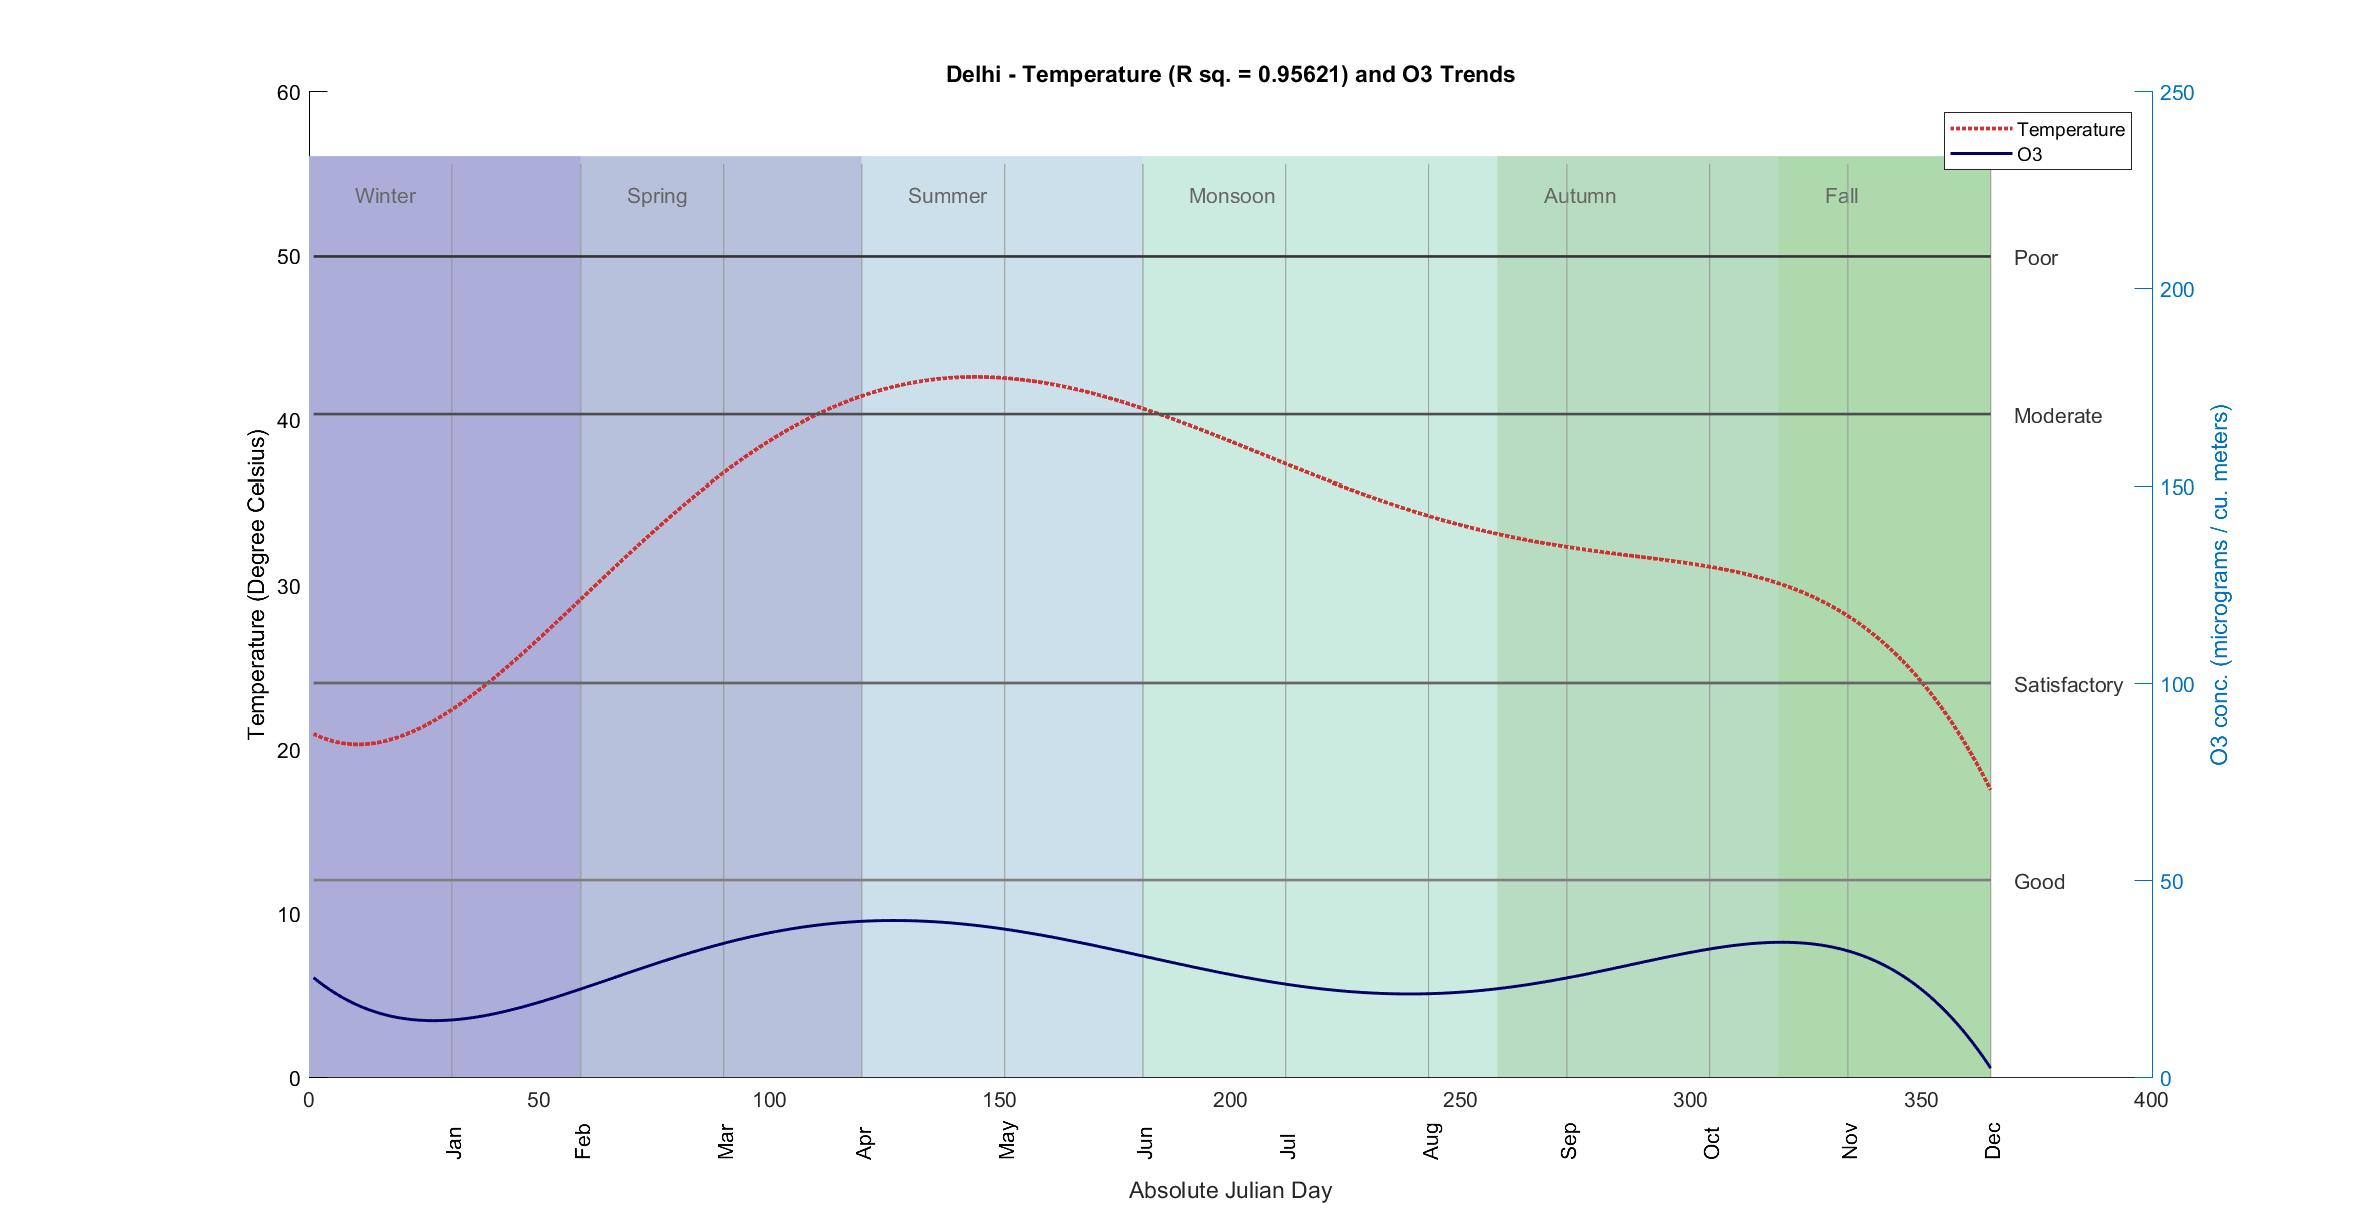 Delhi - Temperature (R sq. = 0.95621) and O3 Trends
60
50
40
30
20
10
0
Temperature (Degree Celsius)
Winter
Spring
Summer
Monsoon
Autumn
Fall
Temperature
O3
Poor
Moderate
Satisfactory
Good
250
200
150
100
50
0
O3 conc. (micrograms / cu. meters)
0 50 100 150 200 250 300 350 400
Jan Feb Mar Apr May Jun Jul Aug Sep Oct Nov Dec
Absolute Julian Day